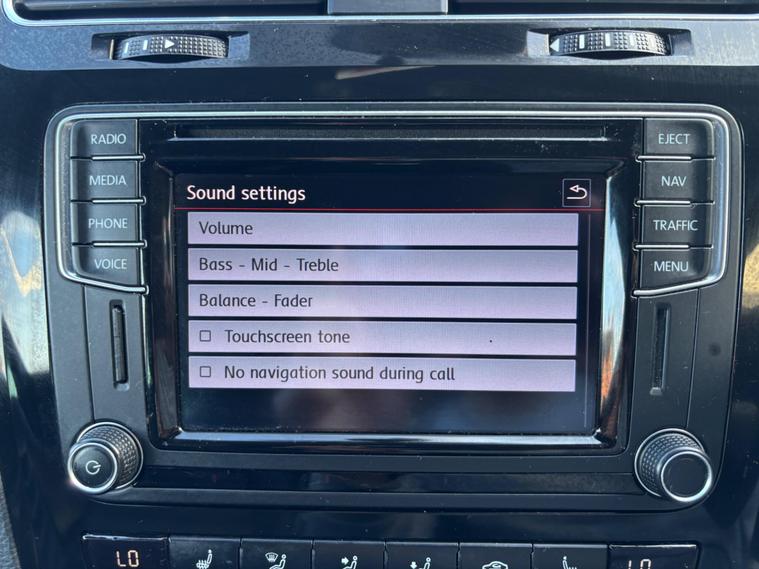 RADIO
MEDIA
PHONE
VOICE
EJECT
NAV
TRAFFIC
MENU
Sound settings
Volume
Bass - Mid - Treble
Balance - Fader
Touchscreen tone
No navigation sound during call
LO
LO